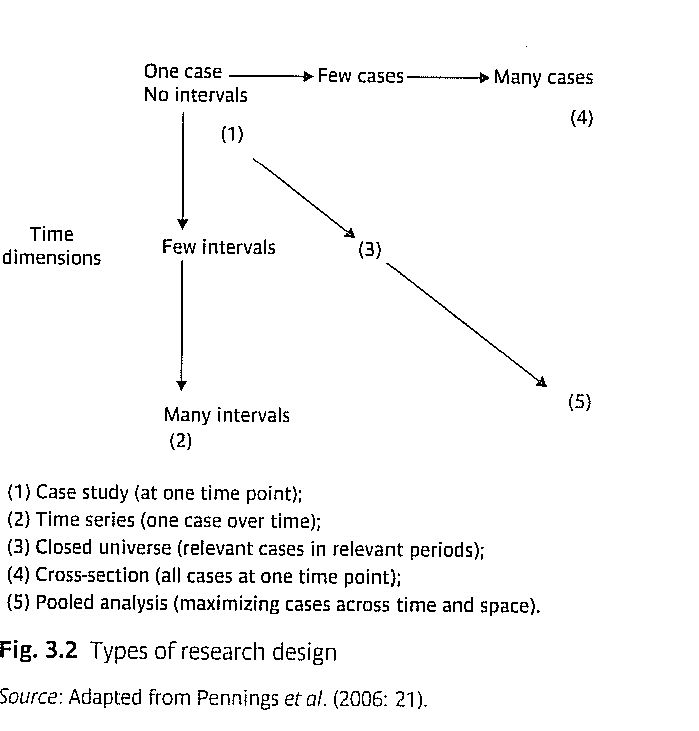 One case Few cases Many cases
No intervals
(4)
(1)
Time
dimensions
Few intervals
(3)
(5)
Many intervals
(2)
(1) Case study (at one time point);
(2) Time series (one case over time);
(3) Closed universe (relevant cases in relevant periods);
(4) Cross-section (all cases at one time point);
(5) Pooled analysis (maximizing cases across time and space).
Fig. 3.2 Types of research design
Source: Adapted from Pennings et al. (2006: 21).